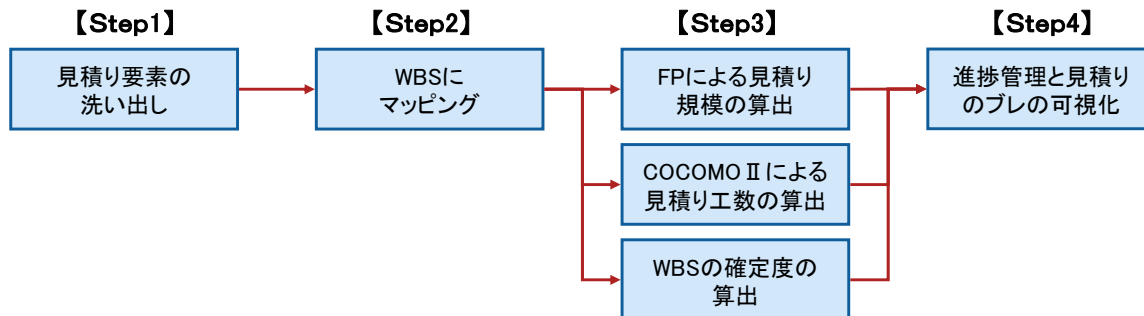 【Step1】
見積り要素の
洗い出し
【Step2】
WBSに
マッピング
【Step3】
FPによる見積り
規模の算出
COCOMOⅡによる
見積り工数の算出
WBSの確定度の
算出
【Step4】
進捗管理と見積り
のブレの可視化